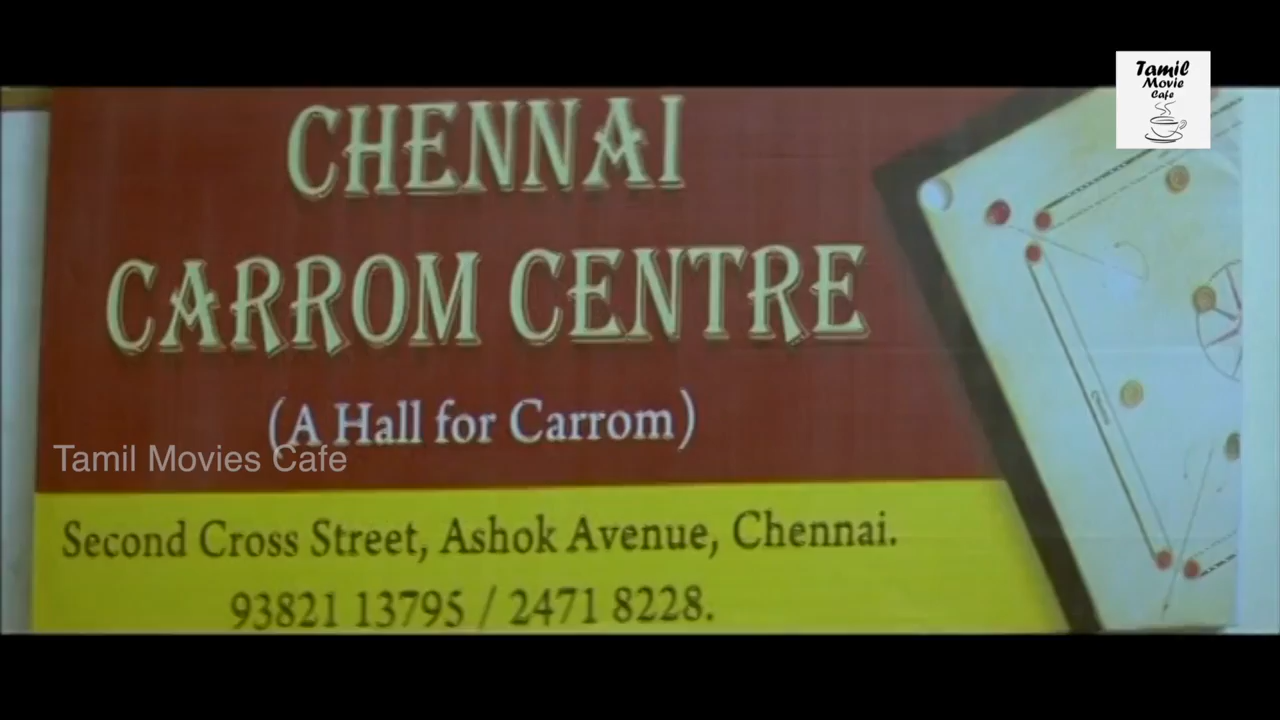 Tamil
Movie
Cafe
CHENNAI
CARROM CENTRE
(A Hall for Carrom)
Tamil Movies Cafe
Second Cross Street, Ashok Avenue, Chennai.
93821 13795 / 2471 8228.